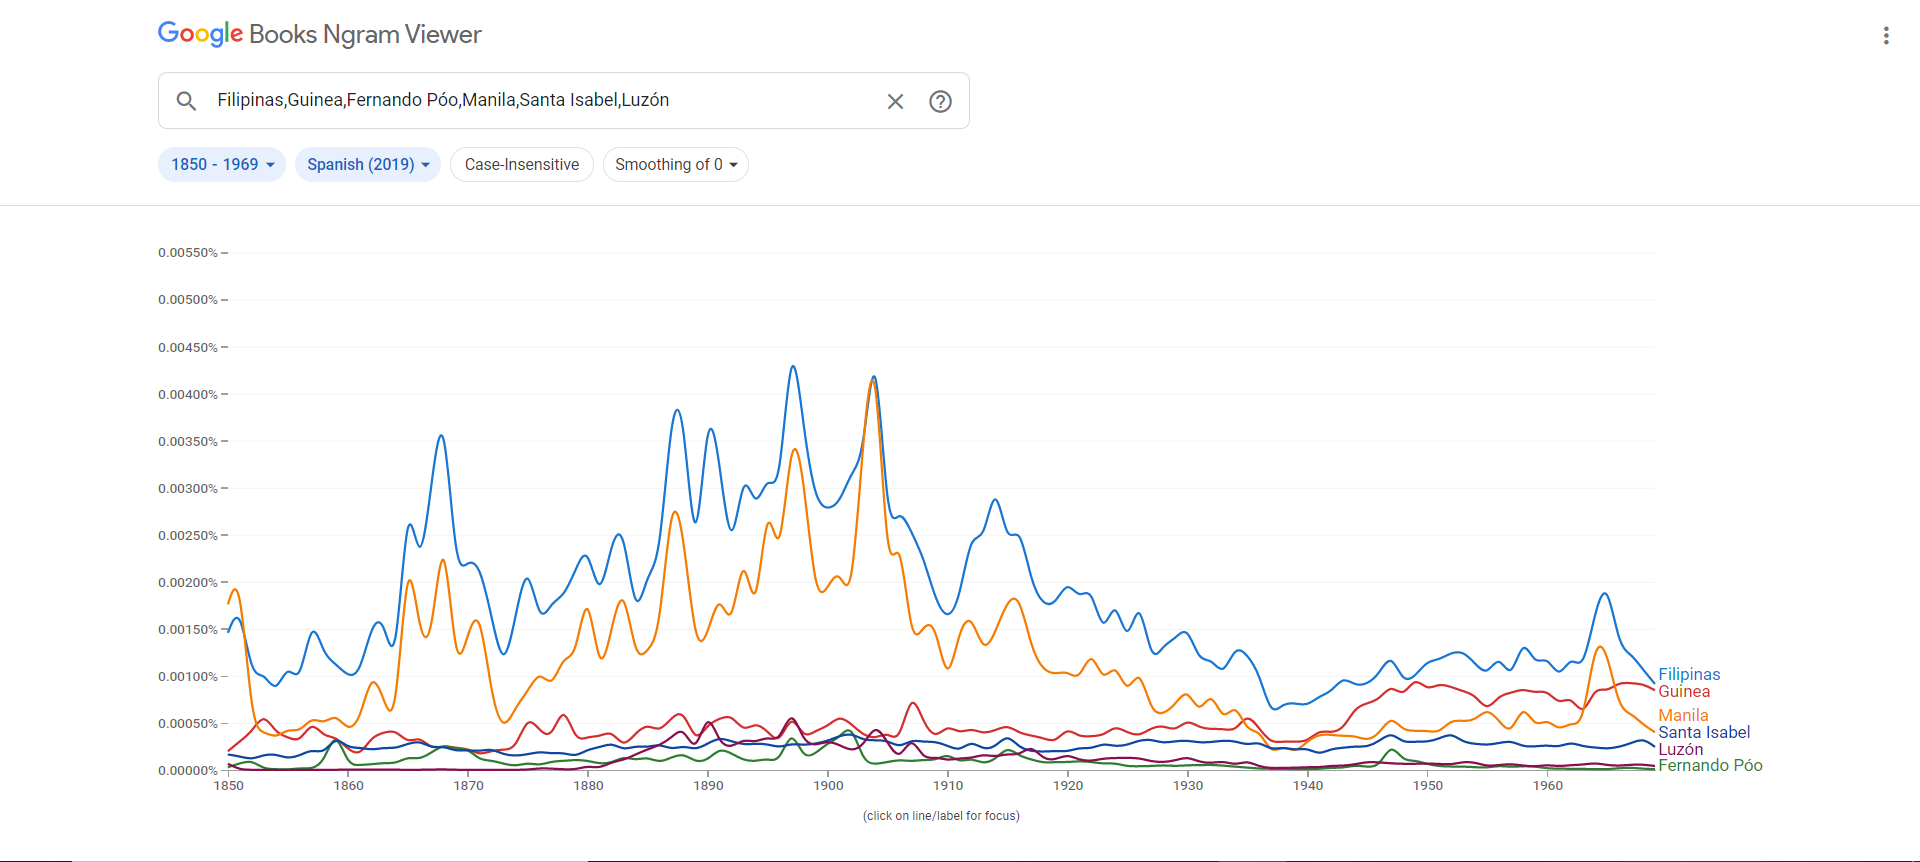 Google Books Ngram Viewer
Filipinas,Guinea,Fernando Póo,Manila,Santa Isabel,Luzón
1850 - 1969 Spanish (2019) Case-Insensitive Smoothing of 0
0.00550%
0.00500%
0.00450%
0.00400%
0.00350%
0.00300%
0.00250%
0.00200%
0.00150%
0.00100%
0.00050%
0.00000%
Filipinas
Guinea
Manila
Santa Isabel
Luzón
Fernando Póo
1850 1860 1870 1880 1890 1900 1910 1920 1930 1940 1950 1960
(click on line/label for focus)